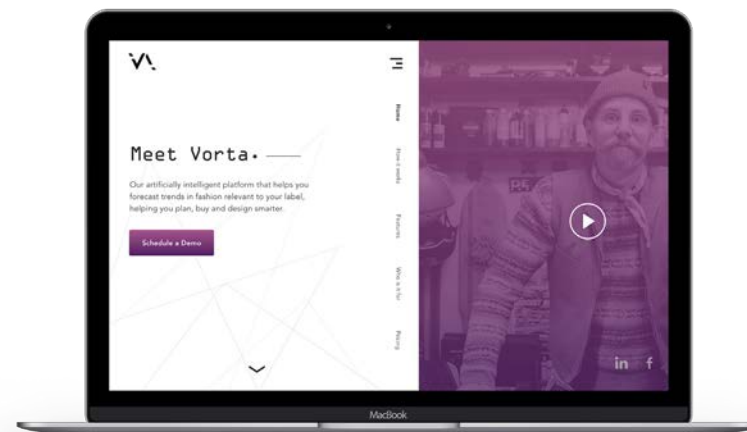 Meet Vorta.
Our artificially intelligent platform that helps you
forecast trends in fashion relevant to your label,
helping you plan, buy and design smarter.
Schedule a Demo
Home
How it works
Features
Who is it for
Pricing
in f
MacBook